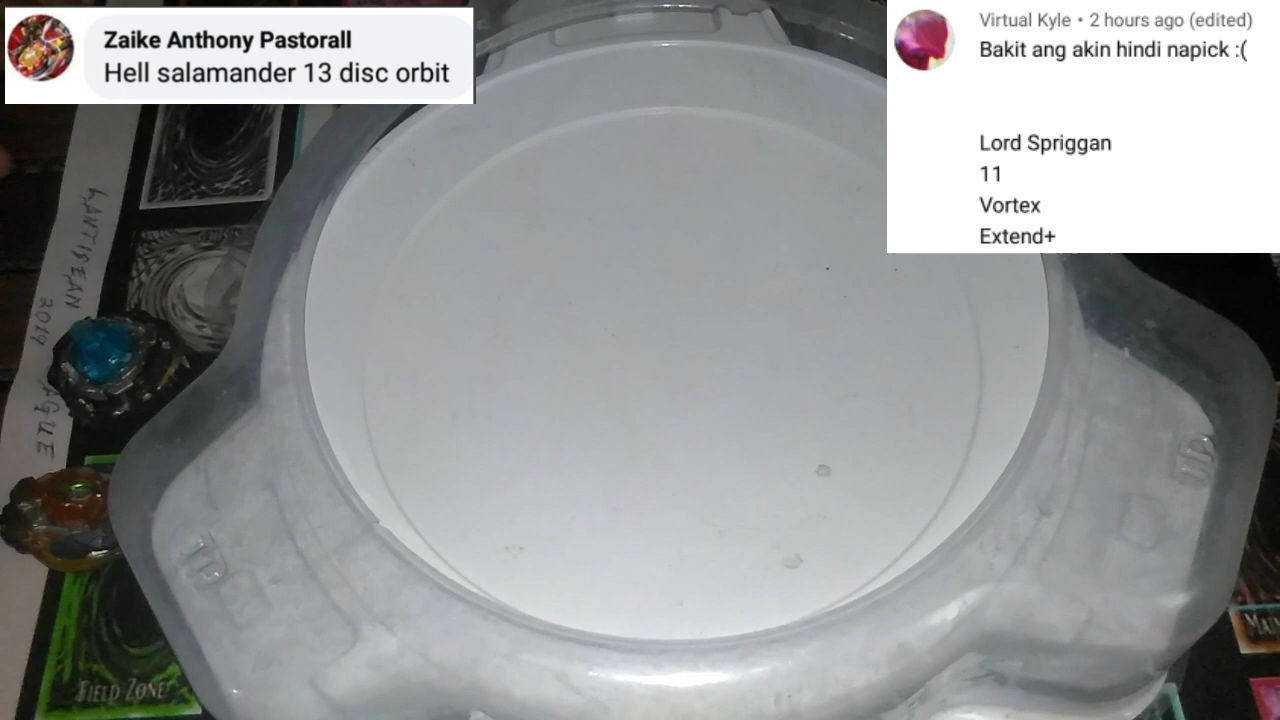 Zaike Anthony Pastorall
Hell salamander 13 disc orbit
Virtual Kyle • 2 hours ago (edited)
Bakit ang akin hindi napick :(
Lord Spriggan
11
Vortex
Extend+
2019
FIELD ZONE